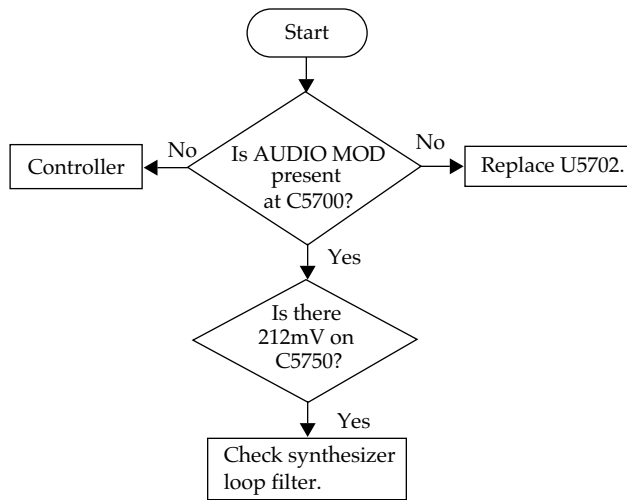 Start
No
No
Controller
Is AUDIO MOD
present
at C5700?
Replace U5702.
Yes
Is there
212mV on
C5750?
Yes
Check synthesizer
loop filter.